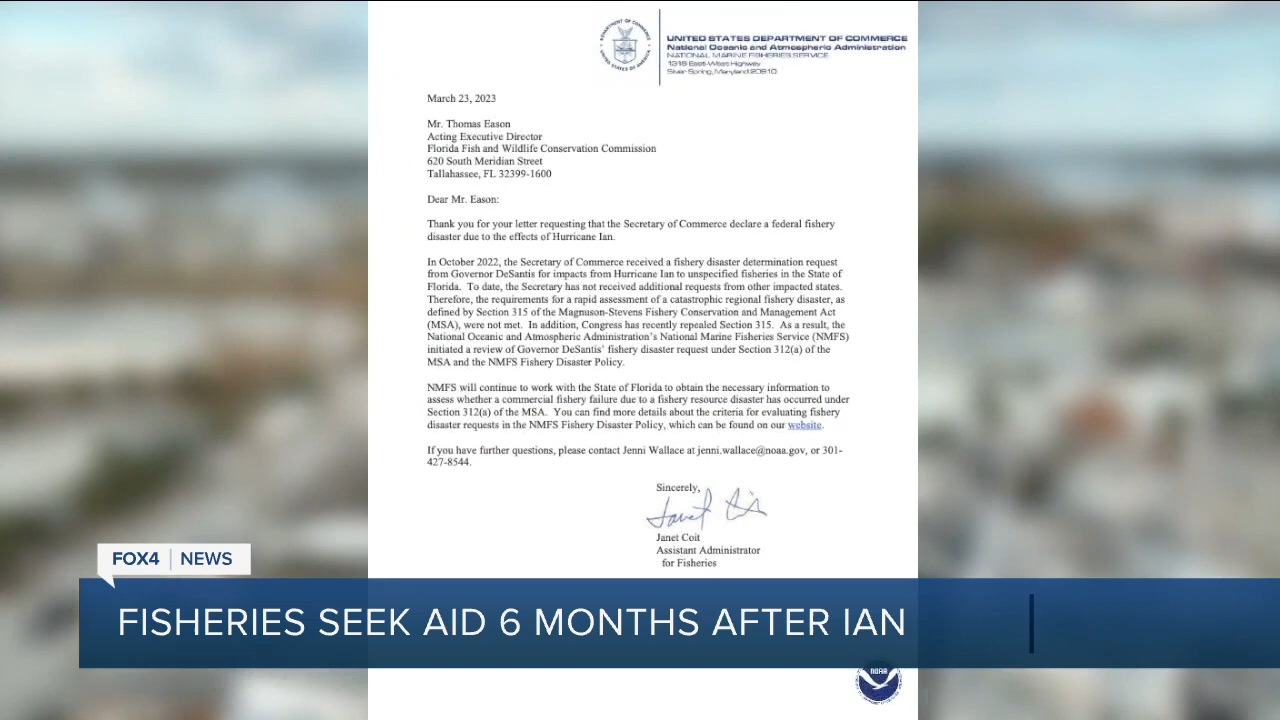 DEPARTMENT OF COMMERCE
UNITED STATES OF AMERICA
UNITED STATES DEPARTMENT OF COMMERCE
National Oceanic and Atmospheric Administration
NATIONAL MARINE FISHERIES SERVICE
1315 East-West Highway
Silver Spring, Maryland 20910
March 23, 2023
Mr. Thomas Eason
Acting Executive Director
Florida Fish and Wildlife Conservation Commission
620 South Meridian Street
Tallahassee, FL 32399-1600
Dear Mr. Eason:
Thank you for your letter requesting that the Secretary of Commerce declare a federal fishery
disaster due to the effects of Hurricane Ian.
In October 2022, the Secretary of Commerce received a fishery disaster determination request
from Governor DeSantis for impacts from Hurricane Ian to unspecified fisheries in the State of
Florida. To date, the Secretary has not received additional requests from other impacted states.
Therefore, the requirements for a rapid assessment of a catastrophic regional fishery disaster, as
defined by Section 315 of the Magnuson-Stevens Fishery Conservation and Management Act
(MSA), were not met. In addition, Congress has recently repealed Section 315. As a result, the
National Oceanic and Atmospheric Administration's National Marine Fisheries Service (NMFS)
initiated a review of Governor DeSantis' fishery disaster request under Section 312(a) of the
MSA and the NMFS Fishery Disaster Policy.
NMFS will continue to work with the State of Florida to obtain the necessary information to
assess whether a commercial fishery failure due to a fishery resource disaster has occurred under
Section 312(a) of the MSA. You can find more details about the criteria for evaluating fishery
disaster requests in the NMFS Fishery Disaster Policy, which can be found on our website.
If you have further questions, please contact Jenni Wallace at jenni.wallace@noaa.gov, or 301-
427-8544.
Sincerely,
Janet Coit
Assistant Administrator
for Fisheries
FOX4 | NEWS
FISHERIES SEEK AID 6 MONTHS AFTER IAN
NOAA